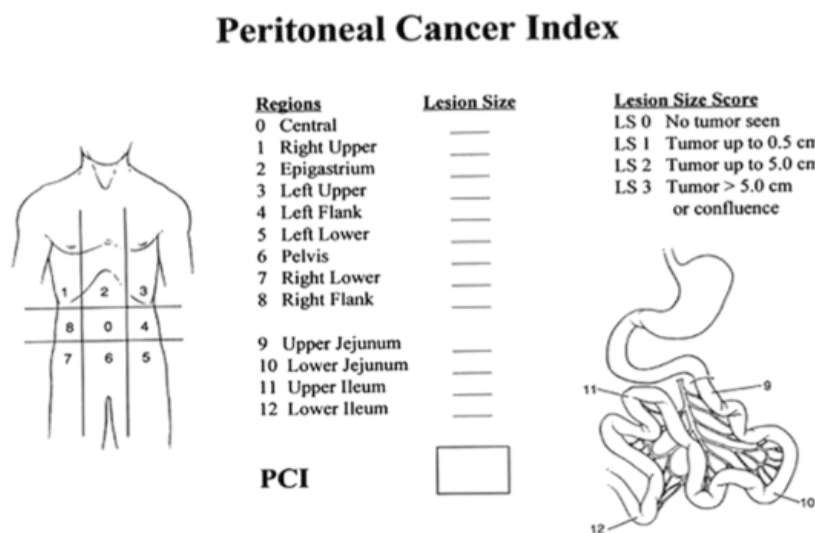 Peritoneal Cancer Index
Regions
0 Central
1 Right Upper
2 Epigastrium
3 Left Upper
4 Left Flank
5 Left Lower
6 Pelvis
7 Right Lower
8 Right Flank
9 Upper Jejunum
10 Lower Jejunum
11 Upper Ileum
12 Lower Ileum
PCI
Lesion Size
Lesion Size Score
LS 0 No tumor seen
LS 1 Tumor up to 0.5 cm
LS 2 Tumor up to 5.0 cm
LS 3 Tumor > 5.0 cm
or confluence
1 2 3
8 0 4
7 6 5
11
9
10
12